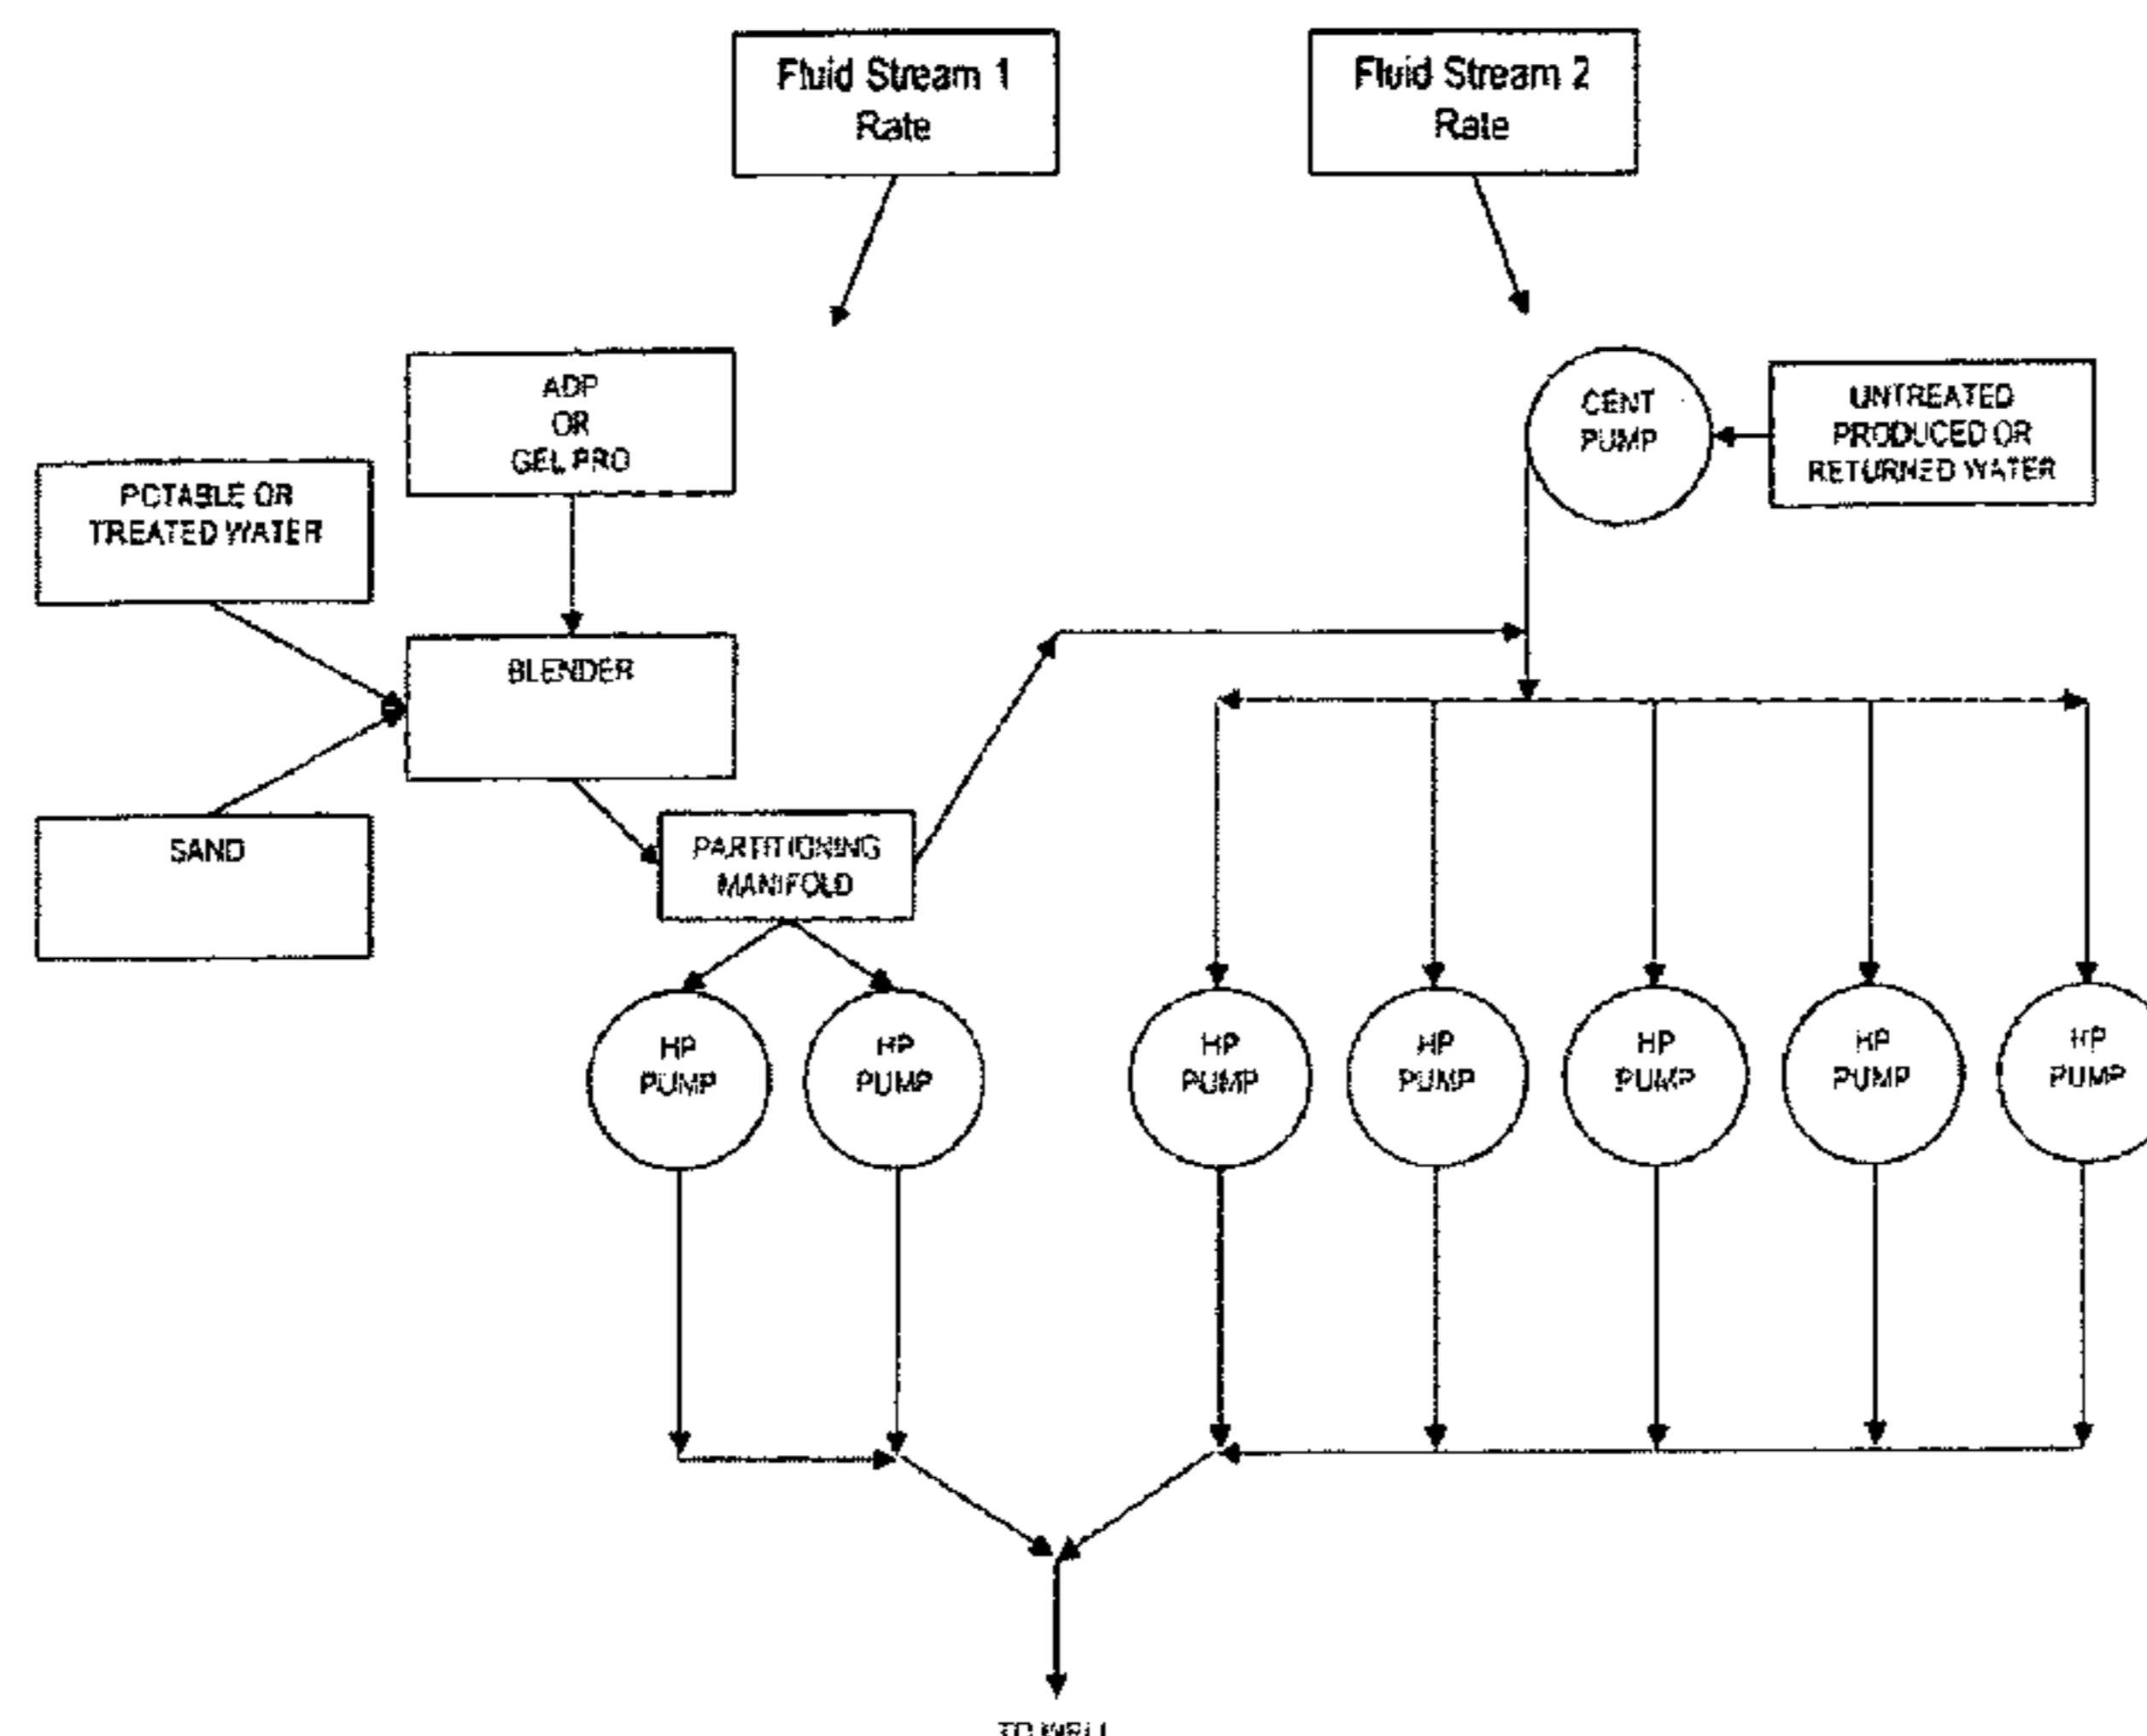 Fluid Stream 1
Rate
Fluid Stream 2
Rate
ADP
OR
GEL PRO
CENT
PUMP
UNTREATED
PRODUCED OR
RETURNED WATER
POTABLE OR
TREATED WATER
BLENDER
SAND
PARTITIONING
MANIFOLD
HP
PUMP
HP
PUMP
HP
PUMP
HP
PUMP
HP
PUMP
HP
PUMP
HP
PUMP
TO WELL